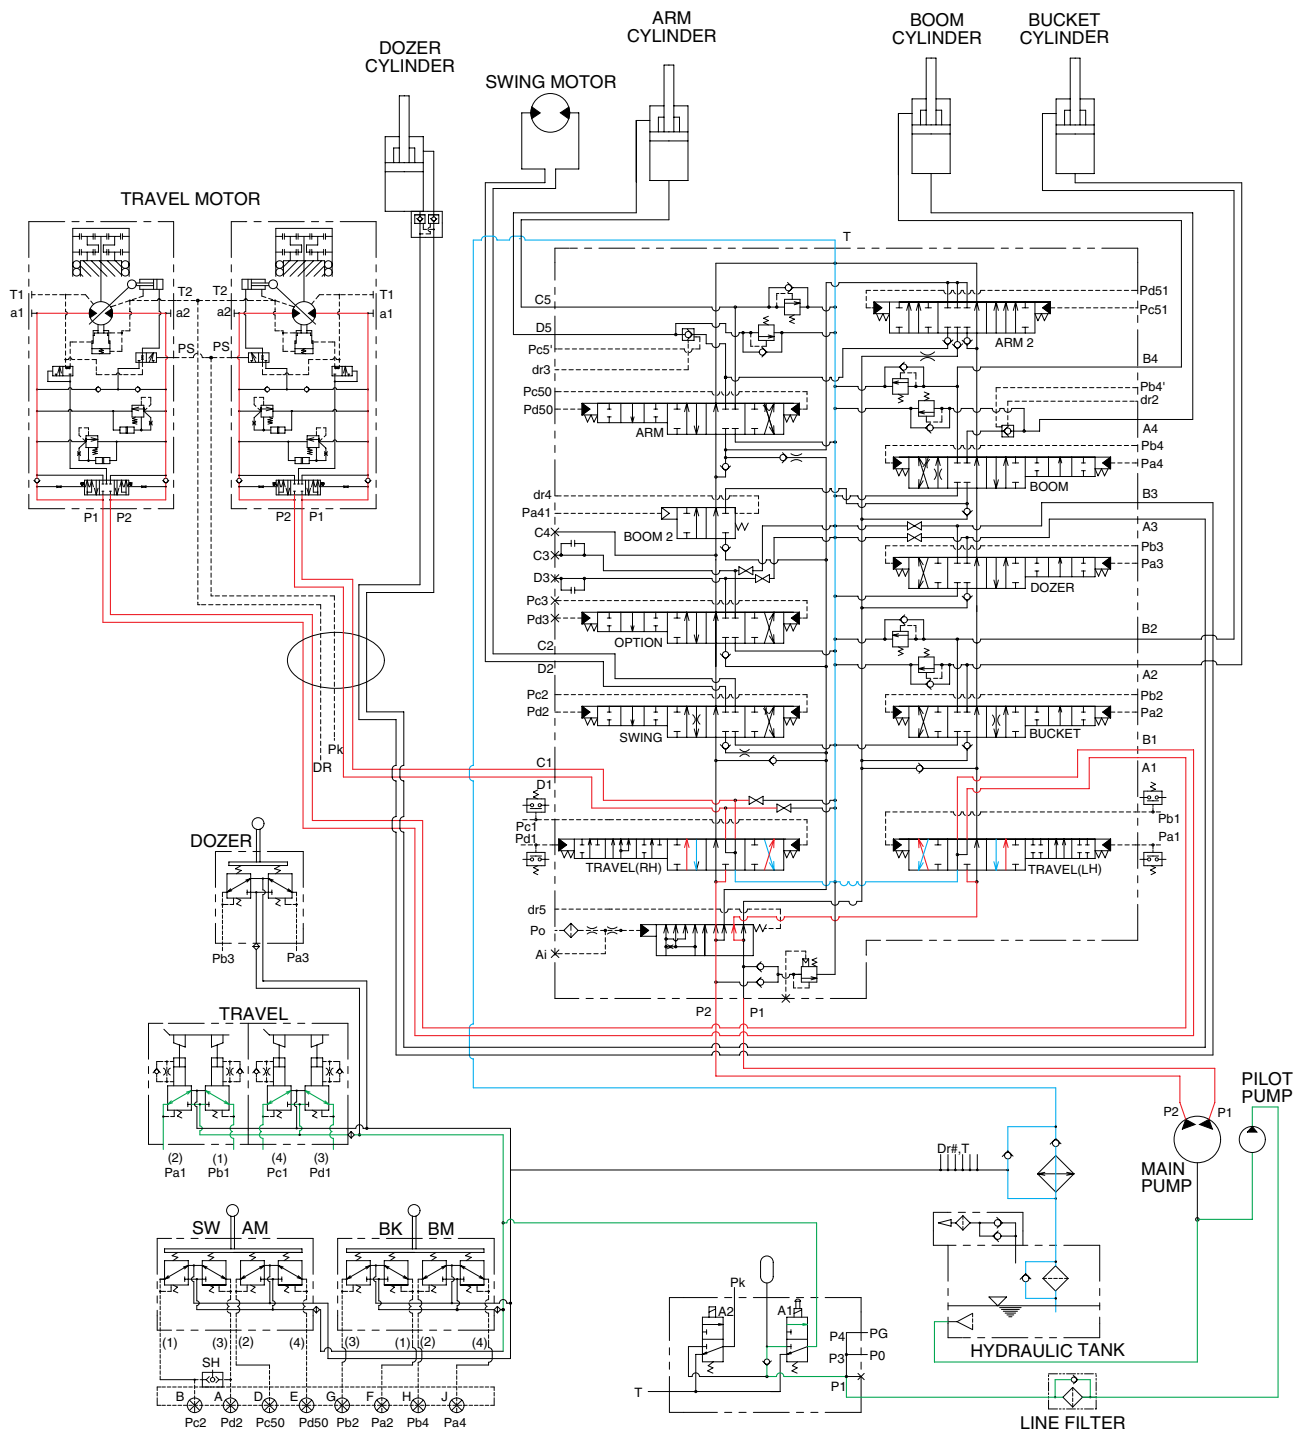 ARM
CYLINDER
BOOM
CYLINDER
BUCKET
CYLINDER
DOZER
CYLINDER
SWING MOTOR
TRAVEL MOTOR
T
T1
T2
T2
T1
a1
a2
a2
a1
PS
PS
P1
P2
P2
P1
C5
D5
Pc5'
dr3
Pc50
Pd50
ARM
Pd51
Pc51
ARM 2
B4
Pb4'
dr2
A4
Pb4
Pa4
BOOM
dr4
Pa41
BOOM 2
C4
C3
D3
B3
A3
Pb3
Pa3
DOZER
Pc3
Pd3
OPTION
C2
D2
B2
A2
Pc2
Pd2
SWING
Pb2
Pa2
BUCKET
Pk
DR
C1
D1
B1
A1
Pc1
Pd1
TRAVEL(RH)
Pb1
Pa1
TRAVEL(LH)
DOZER
Pb3
Pa3
dr5
Po
Ai
P2
P1
TRAVEL
(2)
(1)
(4)
(3)
Pa1
Pb1
Pc1
Pd1
PILOT
PUMP
P2
P1
MAIN
PUMP
Dr#,T
SW
AM
BK
BM
(1)
(3)
(2)
(4)
(3)
(1)
(2)
(4)
SH
B
A
D
E
G
F
H
J
Pc2
Pd2
Pc50
Pd50
Pb2
Pa2
Pb4
Pa4
Pk
A2
A1
P4
PG
P3
P0
P1
T
HYDRAULIC TANK
LINE FILTER